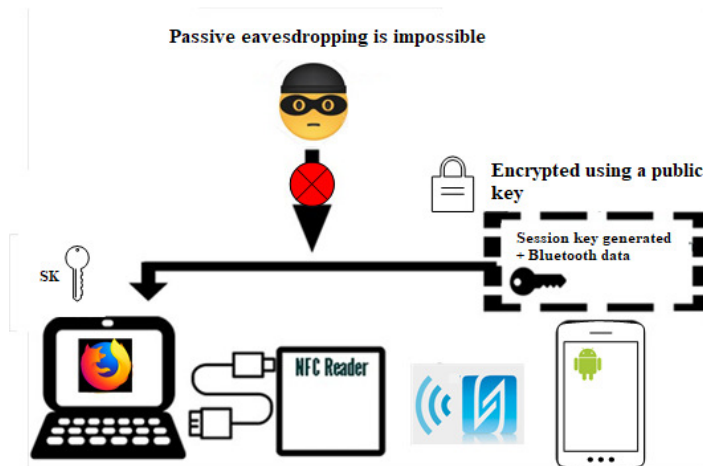 Passive eavesdropping is impossible
Encrypted using a public
key
Session key generated
+ Bluetooth data
SK
NFC Reader